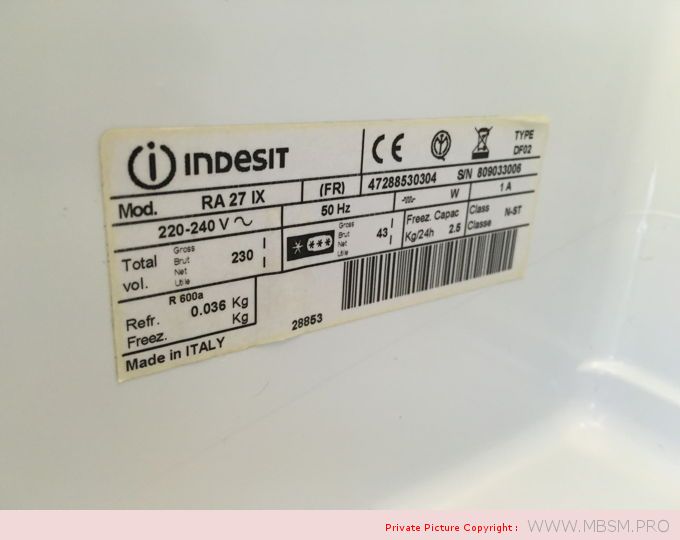 INDESIT
TYPE
DF02
Mod. RA 27 IX (FR) 47288530304 S/N 809033006
220-240 V ~ 50 Hz W 1 A
Total vol.
Gross
Brut
Net
Utile
230 l
l
Gross
Brut
Net
Utile
43 l
l
Freez. Capac
Kg/24h 2.5
Class
Classe
N-ST
R 600a
Refr. 0.036 Kg
Freez. Kg
28853
Made in ITALY
Private Picture Copyright : WWW.MBSM.PRO